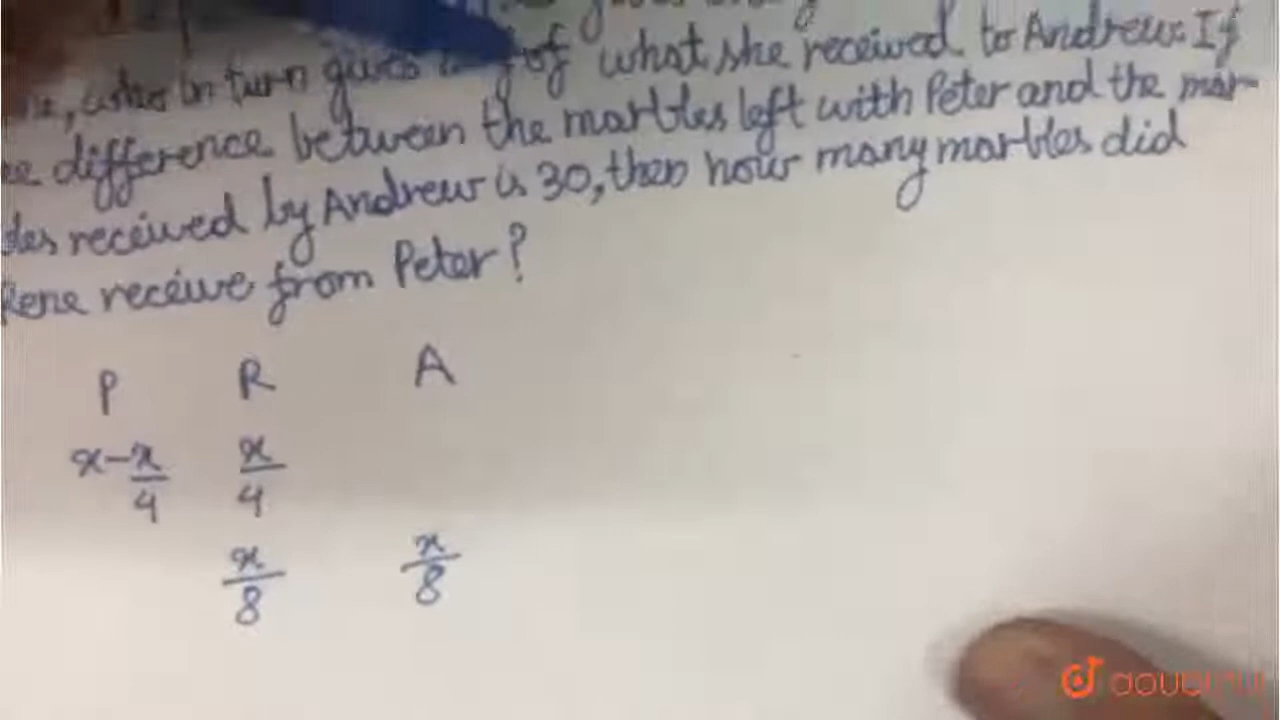 who in turn gives of what she received to Andrew. If
difference between the marbles left with Peter and the mar-
received by Andrew is 30, then how many marbles did
Rene receive from Peter?
P R A
x-x/4 x/4
x/8 x/8
doubtnut